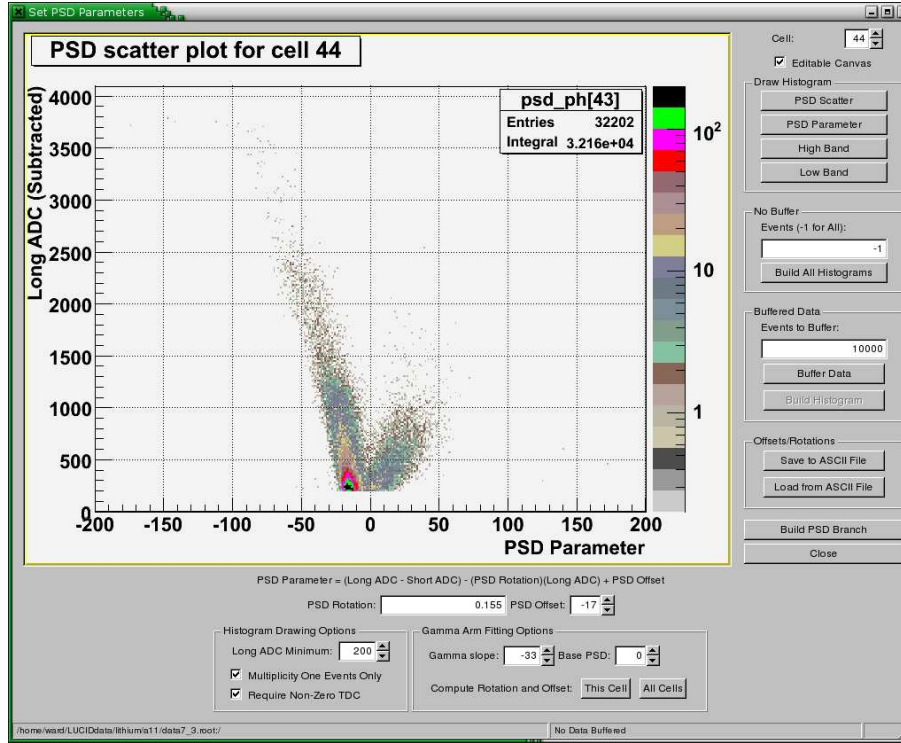 Set PSD Parameters
PSD scatter plot for cell 44
psd_ph[43]
Entries 32202
Integral 3.216e+04
Long ADC (Subtracted)
4000
3500
3000
2500
2000
1500
1000
500
0
-200 -150 -100 -50 0 50 100 150 200
PSD Parameter
10²
10
1
Cell: 44
Editable Canvas
Draw Histogram
PSD Scatter
PSD Parameter
High Band
Low Band
No Buffer
Events (-1 for All):
-1
Build All Histograms
Buffered Data
Events to Buffer:
10000
Buffer Data
Build Histogram
Offsets/Rotations
Save to ASCII File
Load from ASCII File
Build PSD Branch
Close
PSD Parameter = (Long ADC - Short ADC) - (PSD Rotation)(Long ADC) + PSD Offset
PSD Rotation: 0.155 PSD Offset: -17
Histogram Drawing Options
Long ADC Minimum: 200
Multiplicity One Events Only
Require Non-Zero TDC
Gamma Arm Fitting Options
Gamma slope: -33 Base PSD: 0
Compute Rotation and Offset: This Cell All Cells
/home/ward/LUCIDdata/lithium/a11/data7_3.root:/ No Data Buffered